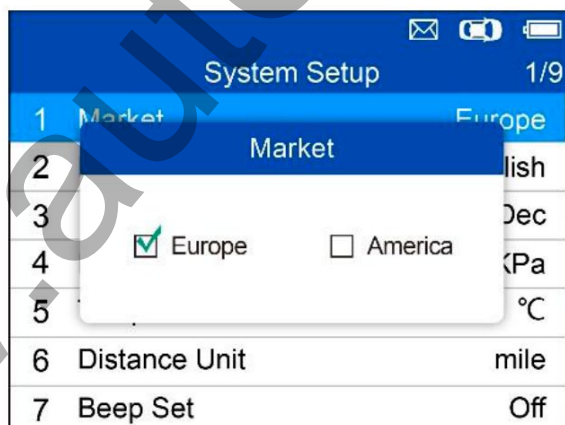 System Setup 1/9
1 Market Europe
Market
2 lish
3 Dec
Europe America
4 KPa
5 °C
6 Distance Unit mile
7 Beep Set Off